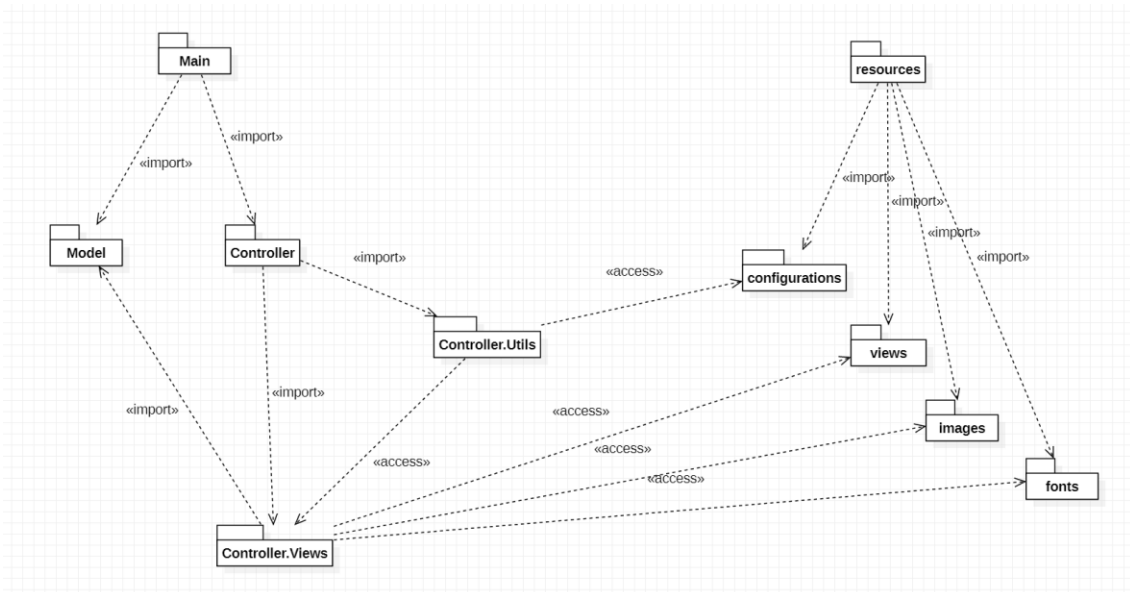 Main
resources
«import»
«import»
«import»
«import»
«import»
«import»
Model
Controller
«import»
«access»
configurations
Controller.Utils
views
«import»
«import»
«access»
images
«access»
«access»
«access»
fonts
Controller.Views